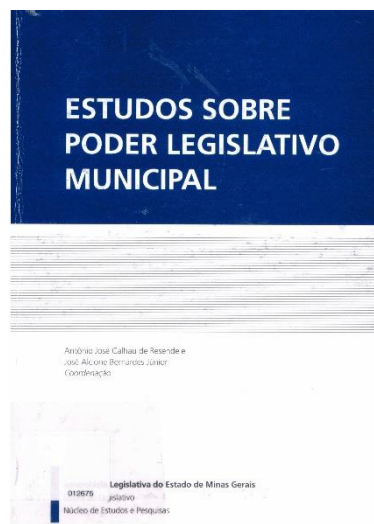 ESTUDOS SOBRE
PODER LEGISLATIVO
MUNICIPAL
Antônio José Calhau de Resende e
José Alcione Bernardes Júnior
Coordenação
Legislativa do Estado de Minas Gerais
012675
Núcleo de Estudos e Pesquisas